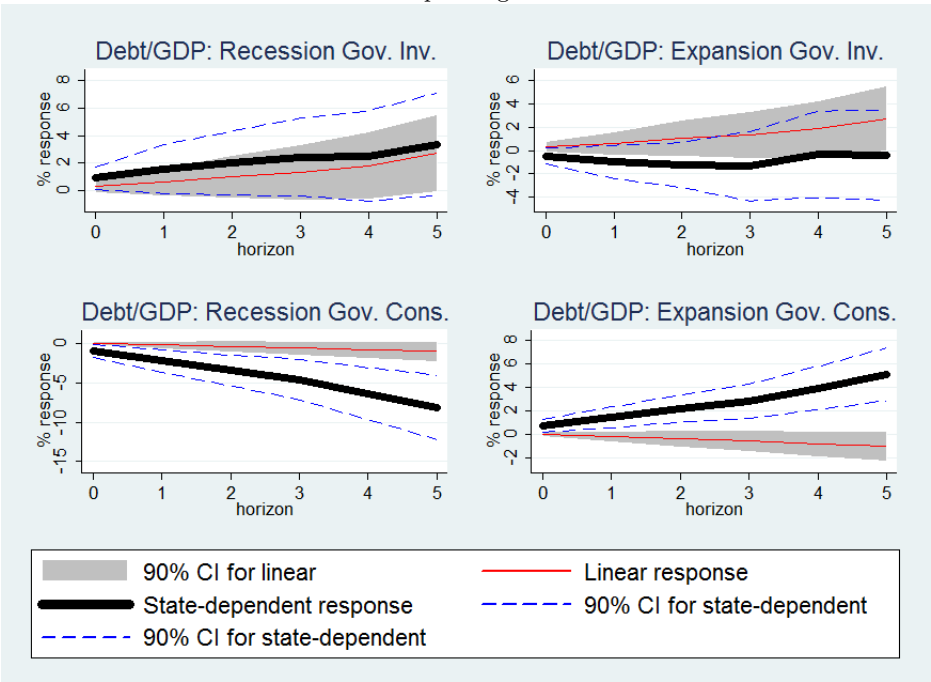 Debt/GDP: Recession Gov. Inv.
% response
8
6
4
2
0
0 1 2 3 4 5
horizon
Debt/GDP: Expansion Gov. Inv.
% response
6
4
2
0
-2
-4
0 1 2 3 4 5
horizon
Debt/GDP: Recession Gov. Cons.
% response
0
-5
-10
-15
0 1 2 3 4 5
horizon
Debt/GDP: Expansion Gov. Cons.
% response
8
6
4
2
0
-2
0 1 2 3 4 5
horizon
90% CI for linear
Linear response
State-dependent response
90% CI for state-dependent
90% CI for state-dependent